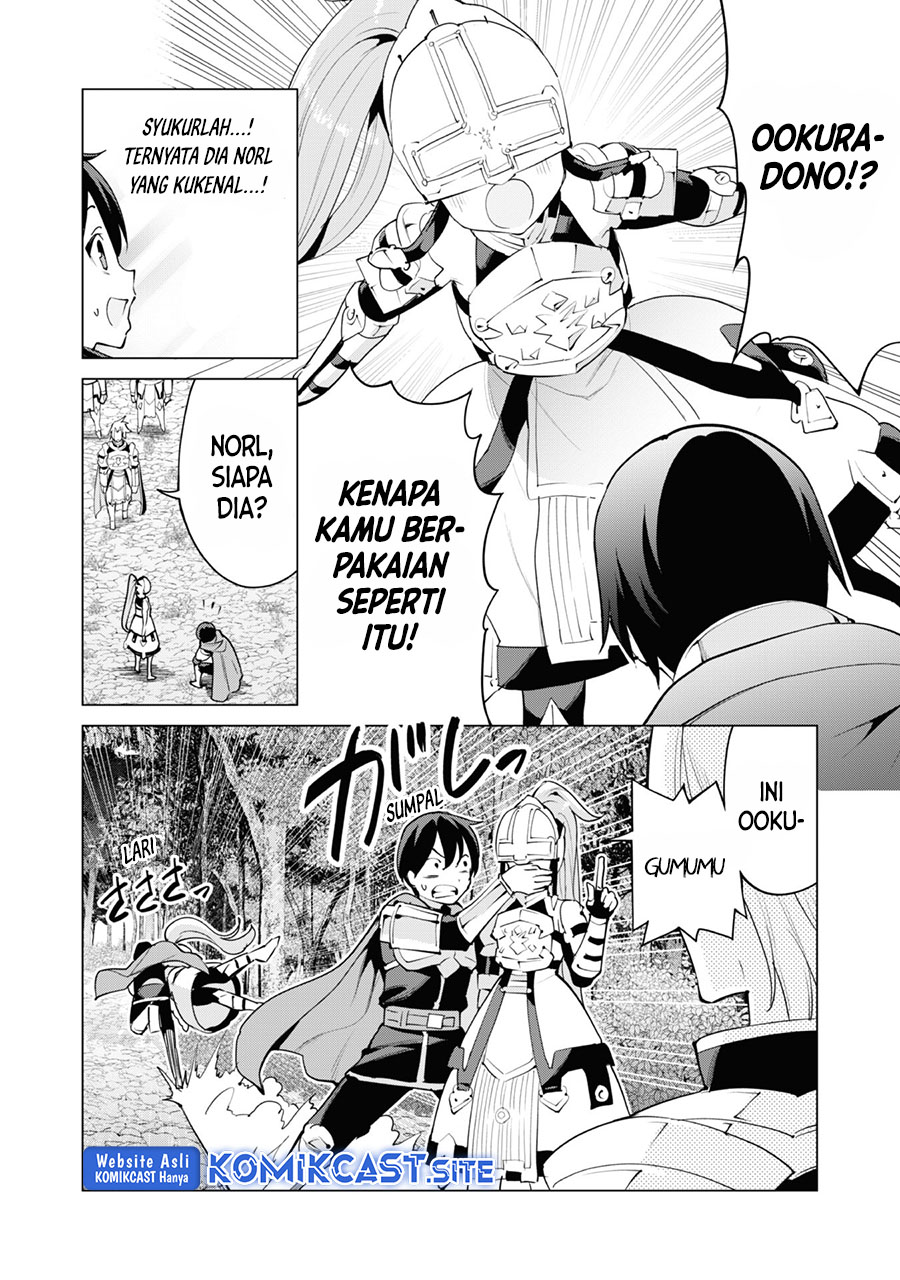 OOKURA-
DONO!?
KENAPA
KAMU BER-
PAKAIAN
SEPERTI
ITU!
SYUKURLAH...!
TERNYATA DIA NORL
YANG KUKENAL...!
NORL,
SIAPA
DIA?
INI
OOKU-
GUMUMU
がしっ
SUMPAL
LARI
さささっ
Website Asli
KOMIKCAST Hanya
KOMIKCAST.SITE